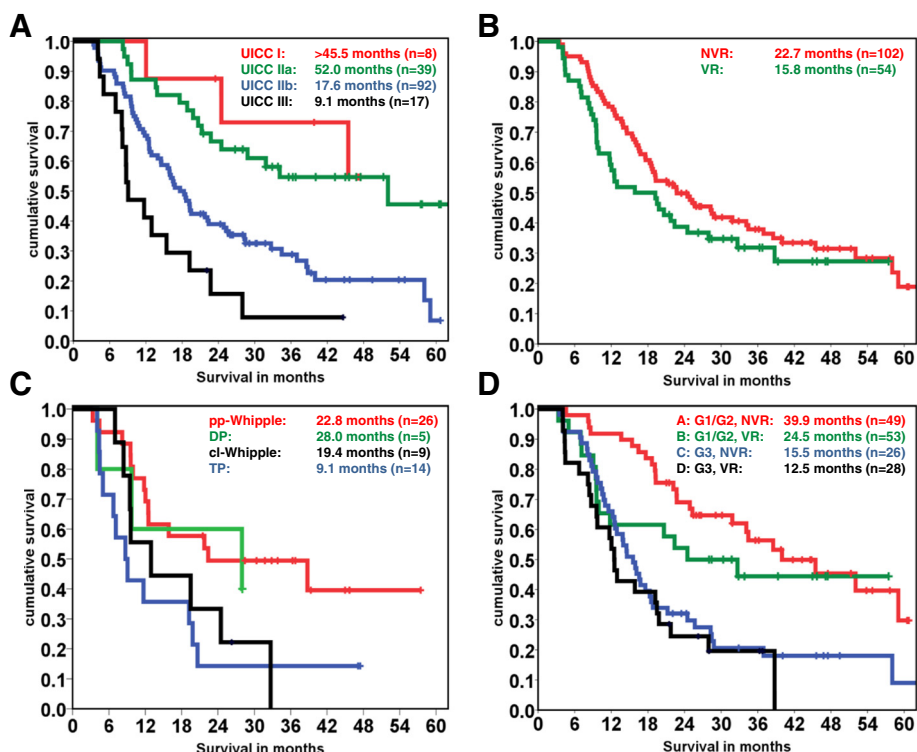 A
UICC I: >45.5 months (n=8)
UICC IIa: 52.0 months (n=39)
UICC IIb: 17.6 months (n=92)
UICC III: 9.1 months (n=17)
cumulative survival
1.0
0.9
0.8
0.7
0.6
0.5
0.4
0.3
0.2
0.1
0.0
0 6 12 18 24 30 36 42 48 54 60
Survival in months
B
NVR: 22.7 months (n=102)
VR: 15.8 months (n=54)
cumulative survival
1.0
0.9
0.8
0.7
0.6
0.5
0.4
0.3
0.2
0.1
0.0
0 6 12 18 24 30 36 42 48 54 60
Survival in months
C
pp-Whipple: 22.8 months (n=26)
DP: 28.0 months (n=5)
cl-Whipple: 19.4 months (n=9)
TP: 9.1 months (n=14)
cumulative survival
1.0
0.9
0.8
0.7
0.6
0.5
0.4
0.3
0.2
0.1
0.0
0 6 12 18 24 30 36 42 48 54 60
Survival in months
D
A: G1/G2, NVR: 39.9 months (n=49)
B: G1/G2, VR: 24.5 months (n=53)
C: G3, NVR: 15.5 months (n=26)
D: G3, VR: 12.5 months (n=28)
cumulative survival
1.0
0.9
0.8
0.7
0.6
0.5
0.4
0.3
0.2
0.1
0.0
0 6 12 18 24 30 36 42 48 54 60
Survival in months